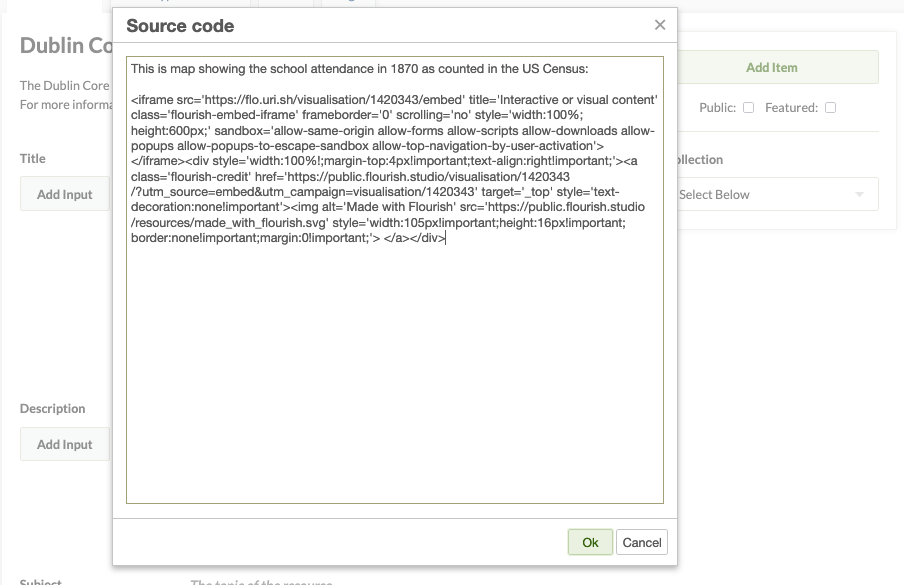 Source code
×
This is map showing the school attendance in 1870 as counted in the US Census:
<iframe src='https://flo.uri.sh/visualisation/1420343/embed' title='Interactive or visual content'
class='flourish-embed-iframe' frameborder='0' scrolling='no' style='width:100%;
height:600px;' sandbox='allow-same-origin allow-forms allow-scripts allow-downloads allow-
popups allow-popups-to-escape-sandbox allow-top-navigation-by-user-activation'>
</iframe><div style='width:100%!;margin-top:4px!important;text-align:right!important;'><a
class='flourish-credit' href='https://public.flourish.studio/visualisation/1420343
/?utm_source=embed&utm_campaign=visualisation/1420343' target='_top' style='text-
decoration:none!important'><img alt='Made with Flourish' src='https://public.flourish.studio
/resources/made_with_flourish.svg' style='width:105px!important;height:16px!important;
border:none!important;margin:0!important;'> </a></div>
Ok
Cancel
Dublin Co
The Dublin Core
For more informa
Title
Add Input
Description
Add Input
Subject
The topic of the resource
Add Item
Public:
Featured:
ollection
Select Below